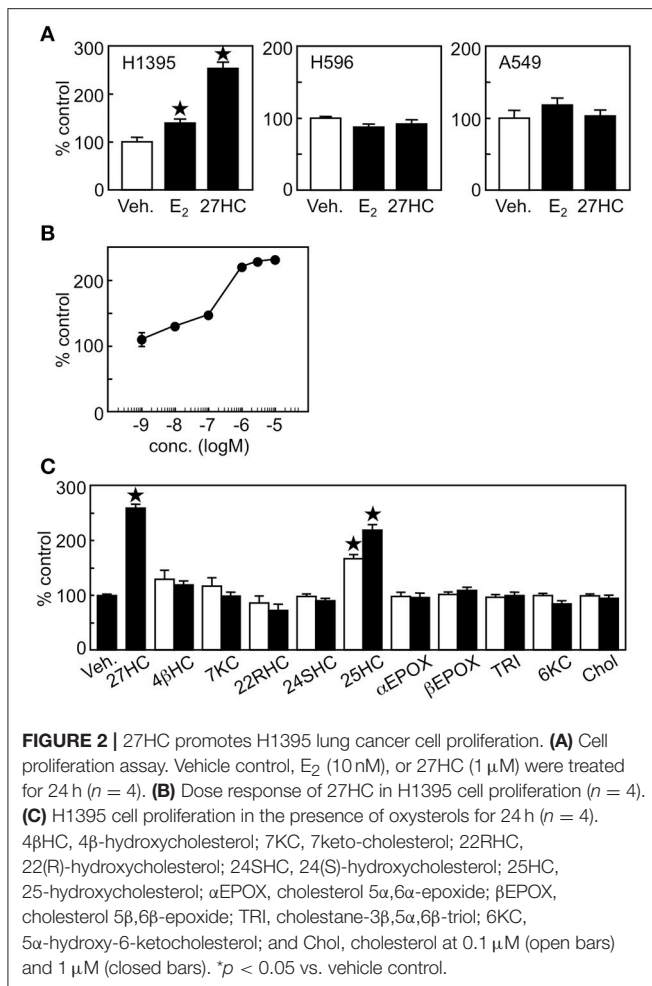 A
H1395
H596
A549
% control
300
200
100
0
200
100
0
200
100
0
Veh. E2 27HC
Veh. E2 27HC
Veh. E2 27HC
B
% control
200
100
0
-9 -8 -7 -6 -5
conc. (logM)
C
% control
300
200
100
0
Veh. 27HC 4βHC 7KC 22RHC 24SHC 25HC αEPOX βEPOX TRI 6KC Chol
FIGURE 2 | 27HC promotes H1395 lung cancer cell proliferation. (A) Cell
proliferation assay. Vehicle control, E2 (10 nM), or 27HC (1 μM) were treated
for 24 h (n = 4). (B) Dose response of 27HC in H1395 cell proliferation (n = 4).
(C) H1395 cell proliferation in the presence of oxysterols for 24 h (n = 4).
4βHC, 4β-hydroxycholesterol; 7KC, 7keto-cholesterol; 22RHC,
22(R)-hydroxycholesterol; 24SHC, 24(S)-hydroxycholesterol; 25HC,
25-hydroxycholesterol; αEPOX, cholesterol 5α,6α-epoxide; βEPOX,
cholesterol 5β,6β-epoxide; TRI, cholestane-3β,5α,6β-triol; 6KC,
5α-hydroxy-6-ketocholesterol; and Chol, cholesterol at 0.1 μM (open bars)
and 1 μM (closed bars). *p < 0.05 vs. vehicle control.